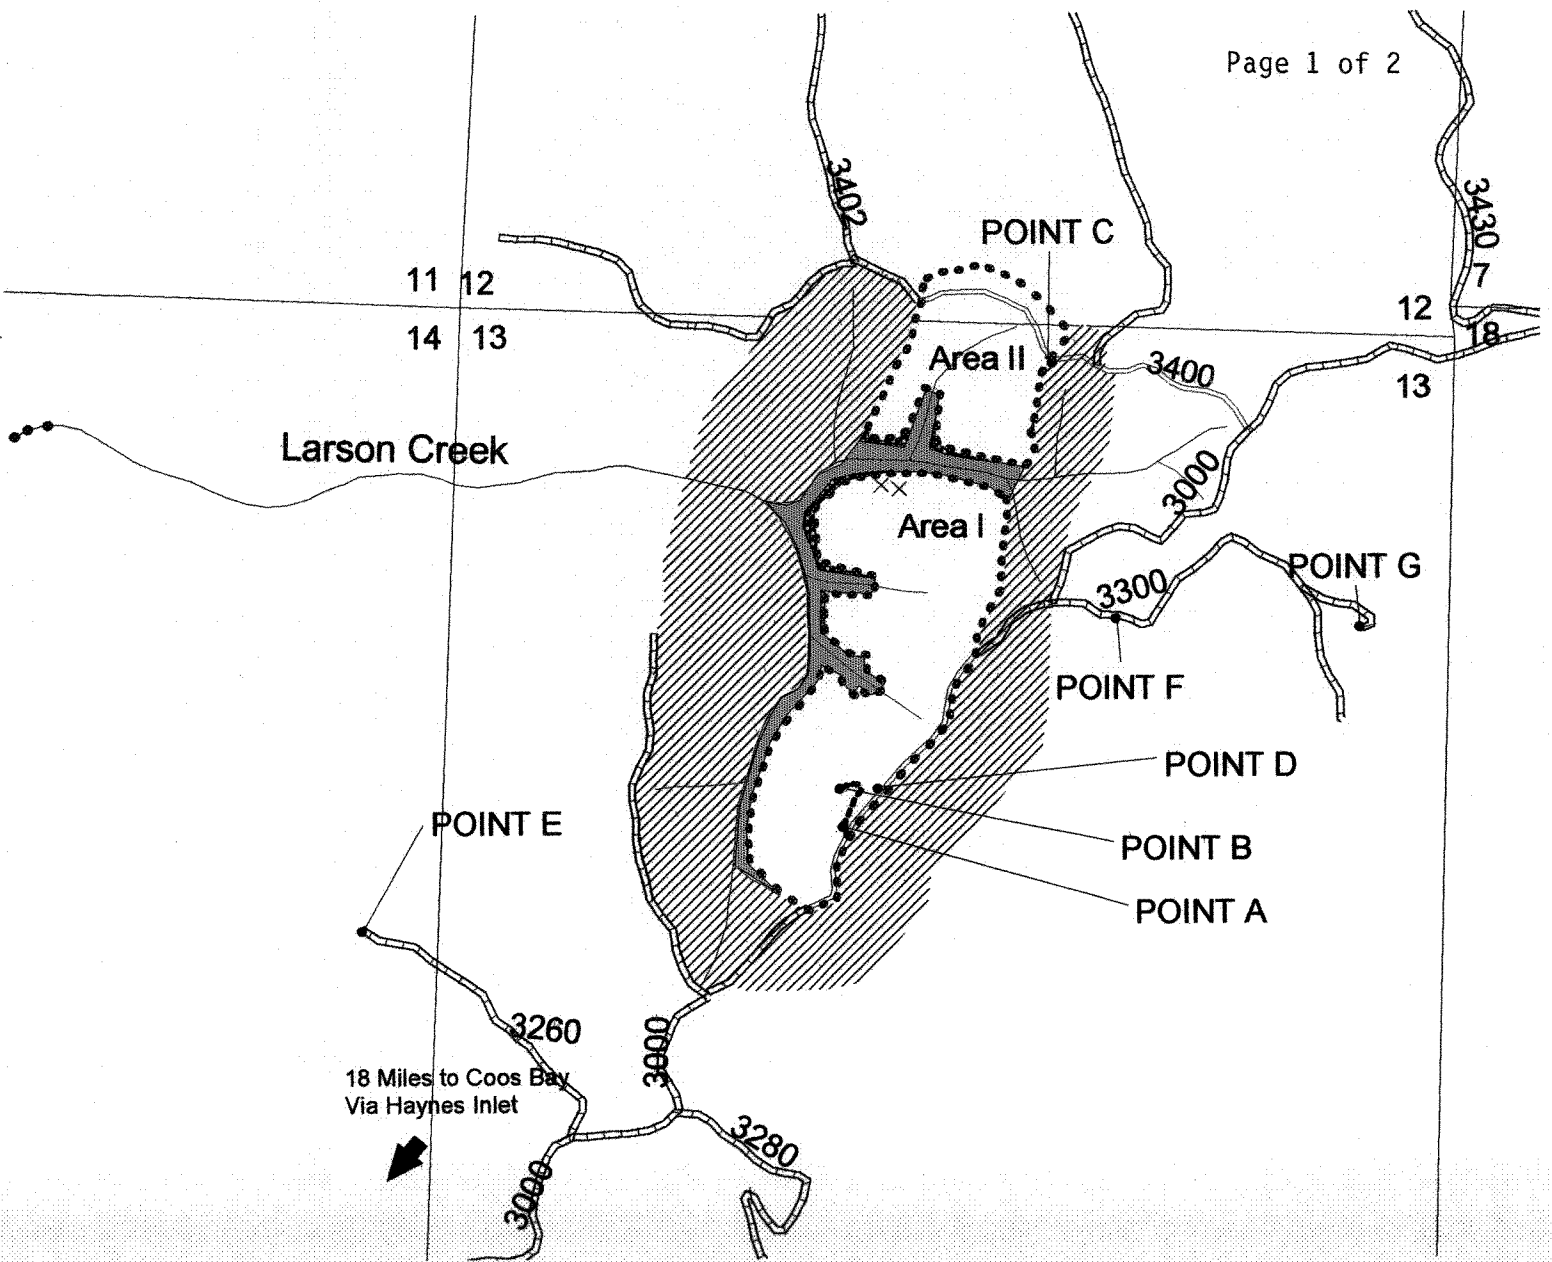 Page 1 of 2
3402
3430
POINT C
7
11 12
12
14 13
18
Area II
3400
13
Larson Creek
3000
Area I
POINT G
3300
POINT F
POINT D
POINT E
POINT B
POINT A
3260
3000
18 Miles to Coos Bay
Via Haynes Inlet
3280
3000